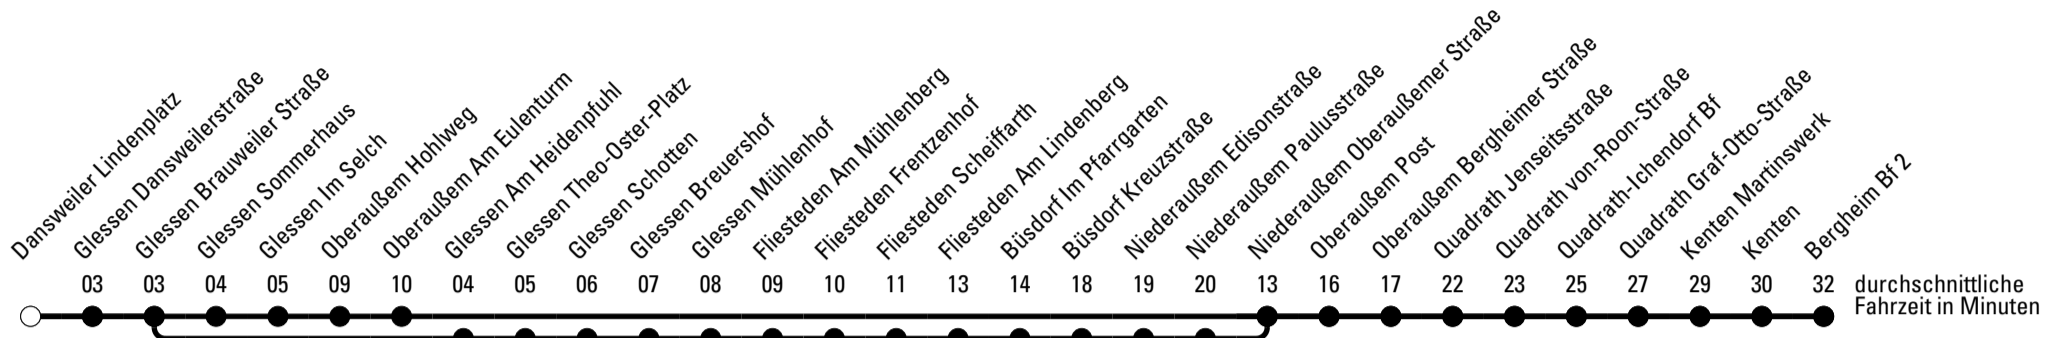 Dansweiler Lindenplatz
Glessen Dansweilerstraße
Glessen Brauweiler Straße
Glessen Sommerhaus
Glessen Im Selch
Oberaußem Hohlweg
Oberaußem Am Eulenturm
Glessen Am Heidenpfuhl
Glessen Theo-Oster-Platz
Glessen Schotten
Glessen Breuershof
Glessen Mühlenhof
Fliesteden Am Mühlenberg
Fliesteden Frentzenhof
Fliesteden Scheiffarth
Fliesteden Am Lindenberg
Büsdorf Im Pfarrgarten
Büsdorf Kreuzstraße
Niederaußem Edisonstraße
Niederaußem Paulusstraße
Niederaußem Oberaußemer Straße
Oberaußem Post
Oberaußem Bergheimer Straße
Quadrath Jenseitsstraße
Quadrath von-Roon-Straße
Quadrath-Ichendorf Bf
Quadrath Graf-Otto-Straße
Kenten Martinswerk
Kenten
Bergheim Bf 2
03 03 04 05 09 10 04 05 06 07 08 09 10 11 13 14 18 19 20 13 16 17 22 23 25 27 29 30 32
durchschnittliche
Fahrzeit in Minuten